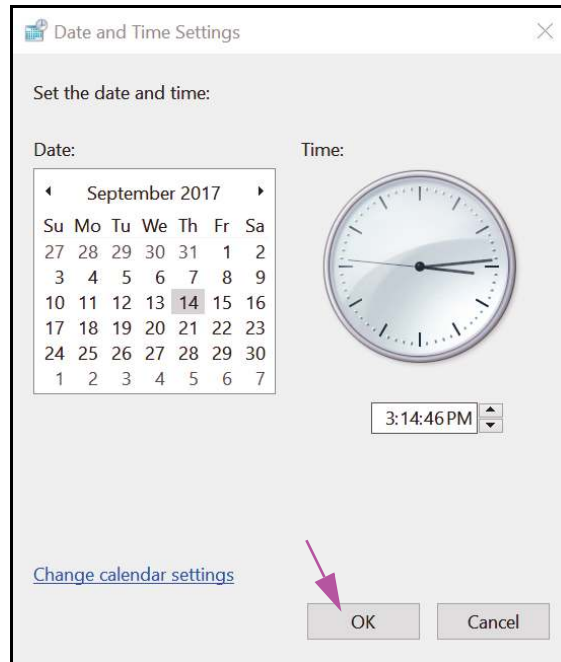 Date and Time Settings
Set the date and time:
Date:
Time:
September 2017
Su Mo Tu We Th Fr Sa
27 28 29 30 31 1 2
3 4 5 6 7 8 9
10 11 12 13 14 15 16
17 18 19 20 21 22 23
24 25 26 27 28 29 30
1 2 3 4 5 6 7
3:14:46 PM
Change calendar settings
OK
Cancel